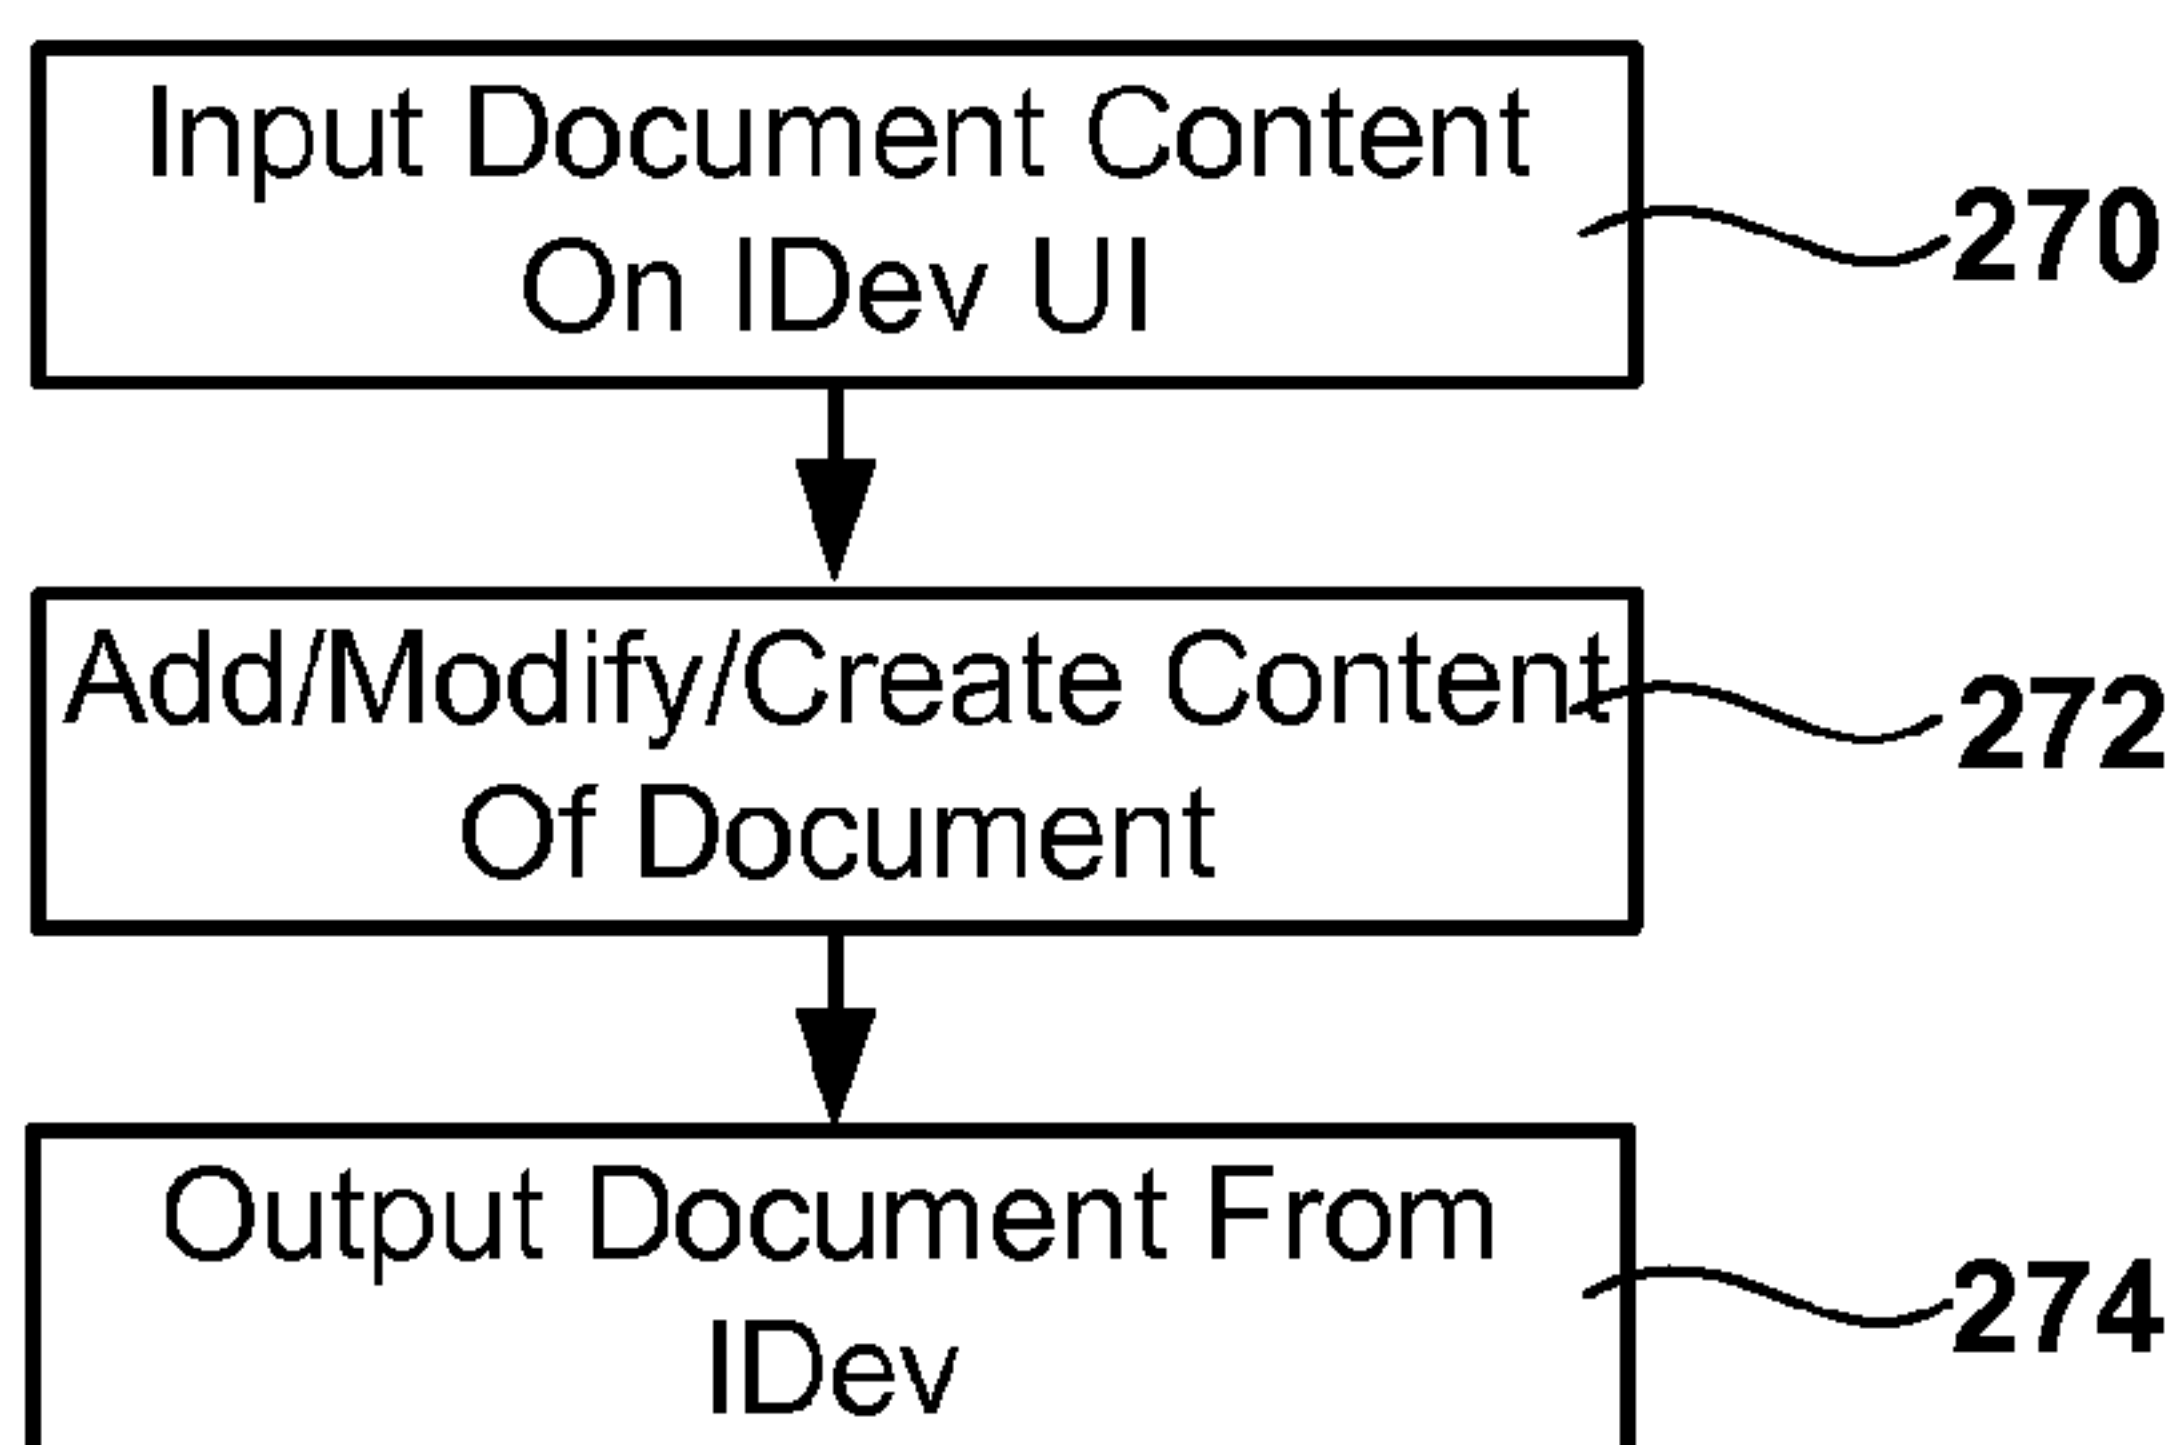 Input Document Content
On IDev UI
270
Add/Modify/Create Content
Of Document
272
Output Document From
IDev
274